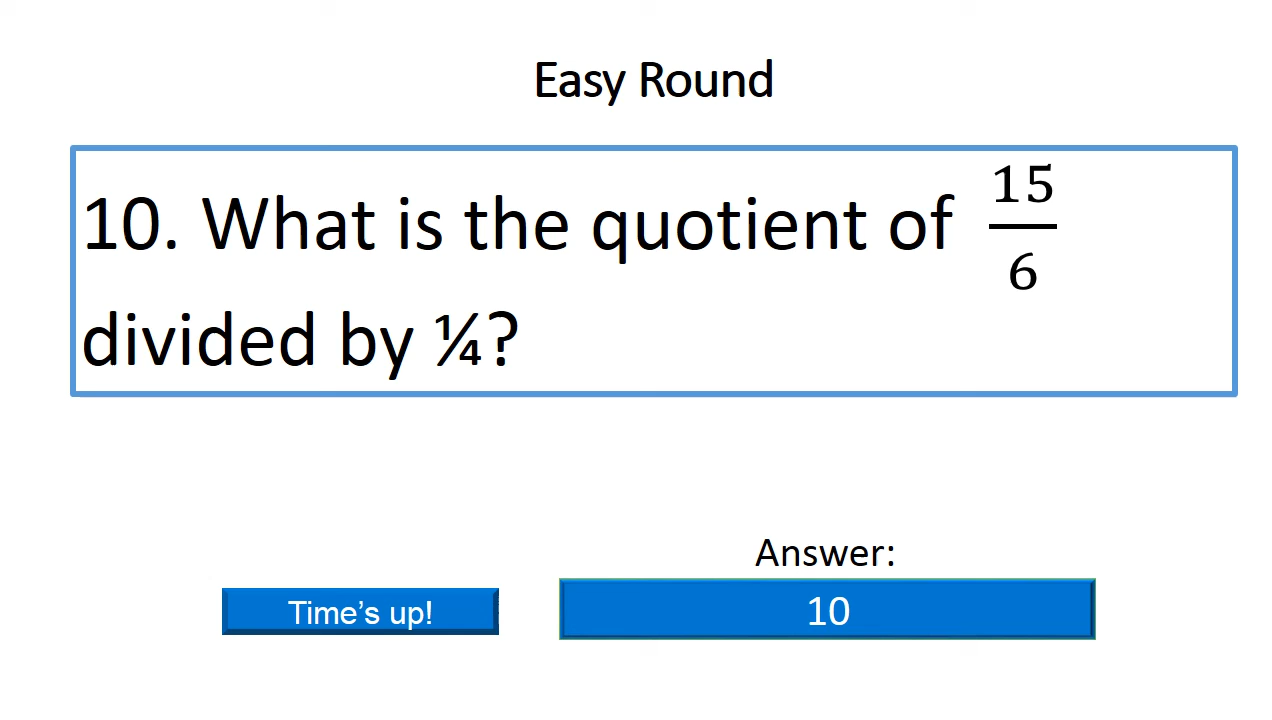 Easy Round
10. What is the quotient of 15/6
divided by ¼?
Answer:
Time’s up!
10